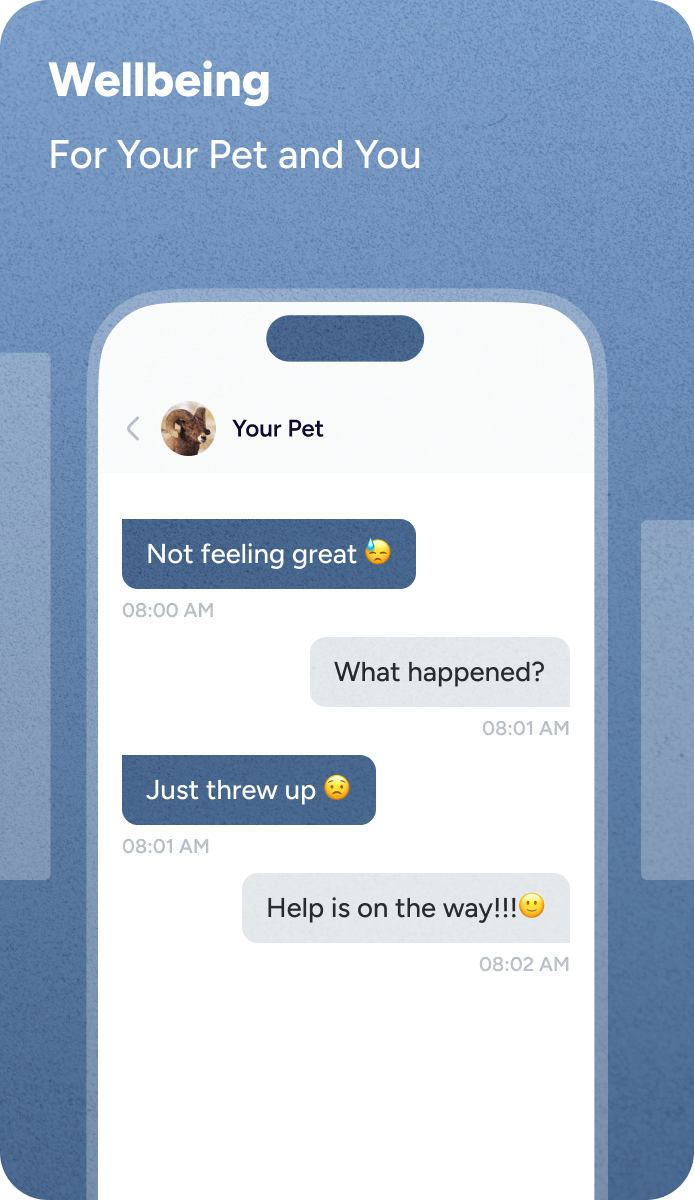 Wellbeing
For Your Pet and You
Your Pet
Not feeling great 😓
08:00 AM
What happened?
08:01 AM
Just threw up 😟
08:01 AM
Help is on the way!!!🙂
08:02 AM